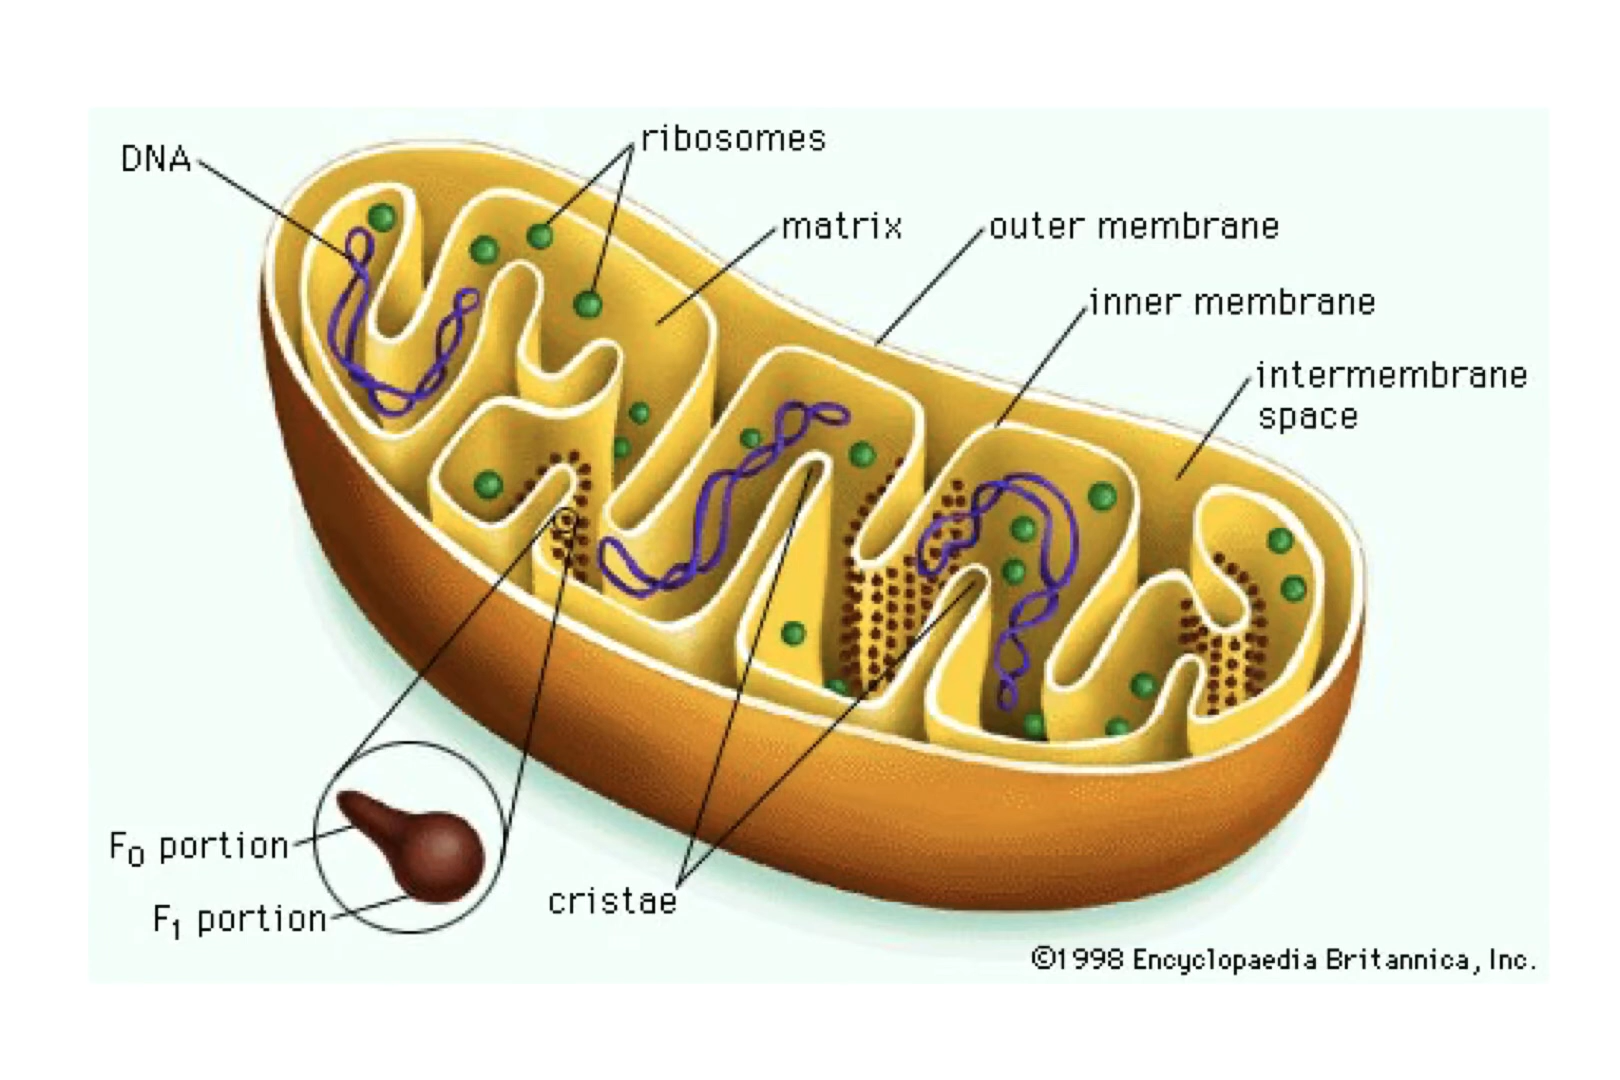 ribosomes
DNA
matrix
outer membrane
inner membrane
intermembrane
space
F0 portion
cristae
F1 portion
©1998 Encyclopaedia Britannica, Inc.